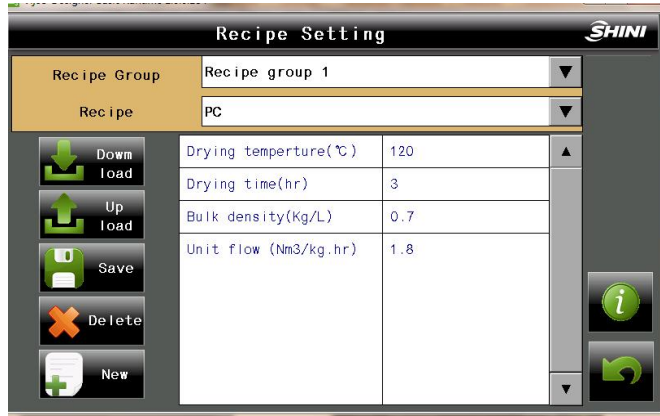 Recipe Setting
SHINI
Recipe Group
Recipe group 1
Recipe
PC
Dowm
load
Up
load
Save
Delete
New
Drying temperture(℃) 120
Drying time(hr) 3
Bulk density(Kg/L) 0.7
Unit flow (Nm3/kg.hr) 1.8
i